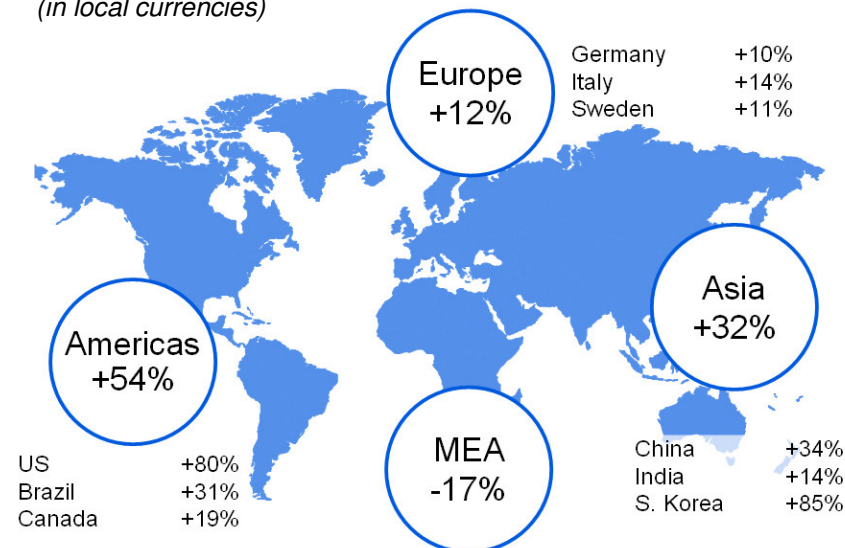 (in local currencies)
Europe
+12%
Germany +10%
Italy +14%
Sweden +11%
Asia
+32%
Americas
+54%
MEA
-17%
US +80%
Brazil +31%
Canada +19%
China +34%
India +14%
S. Korea +85%